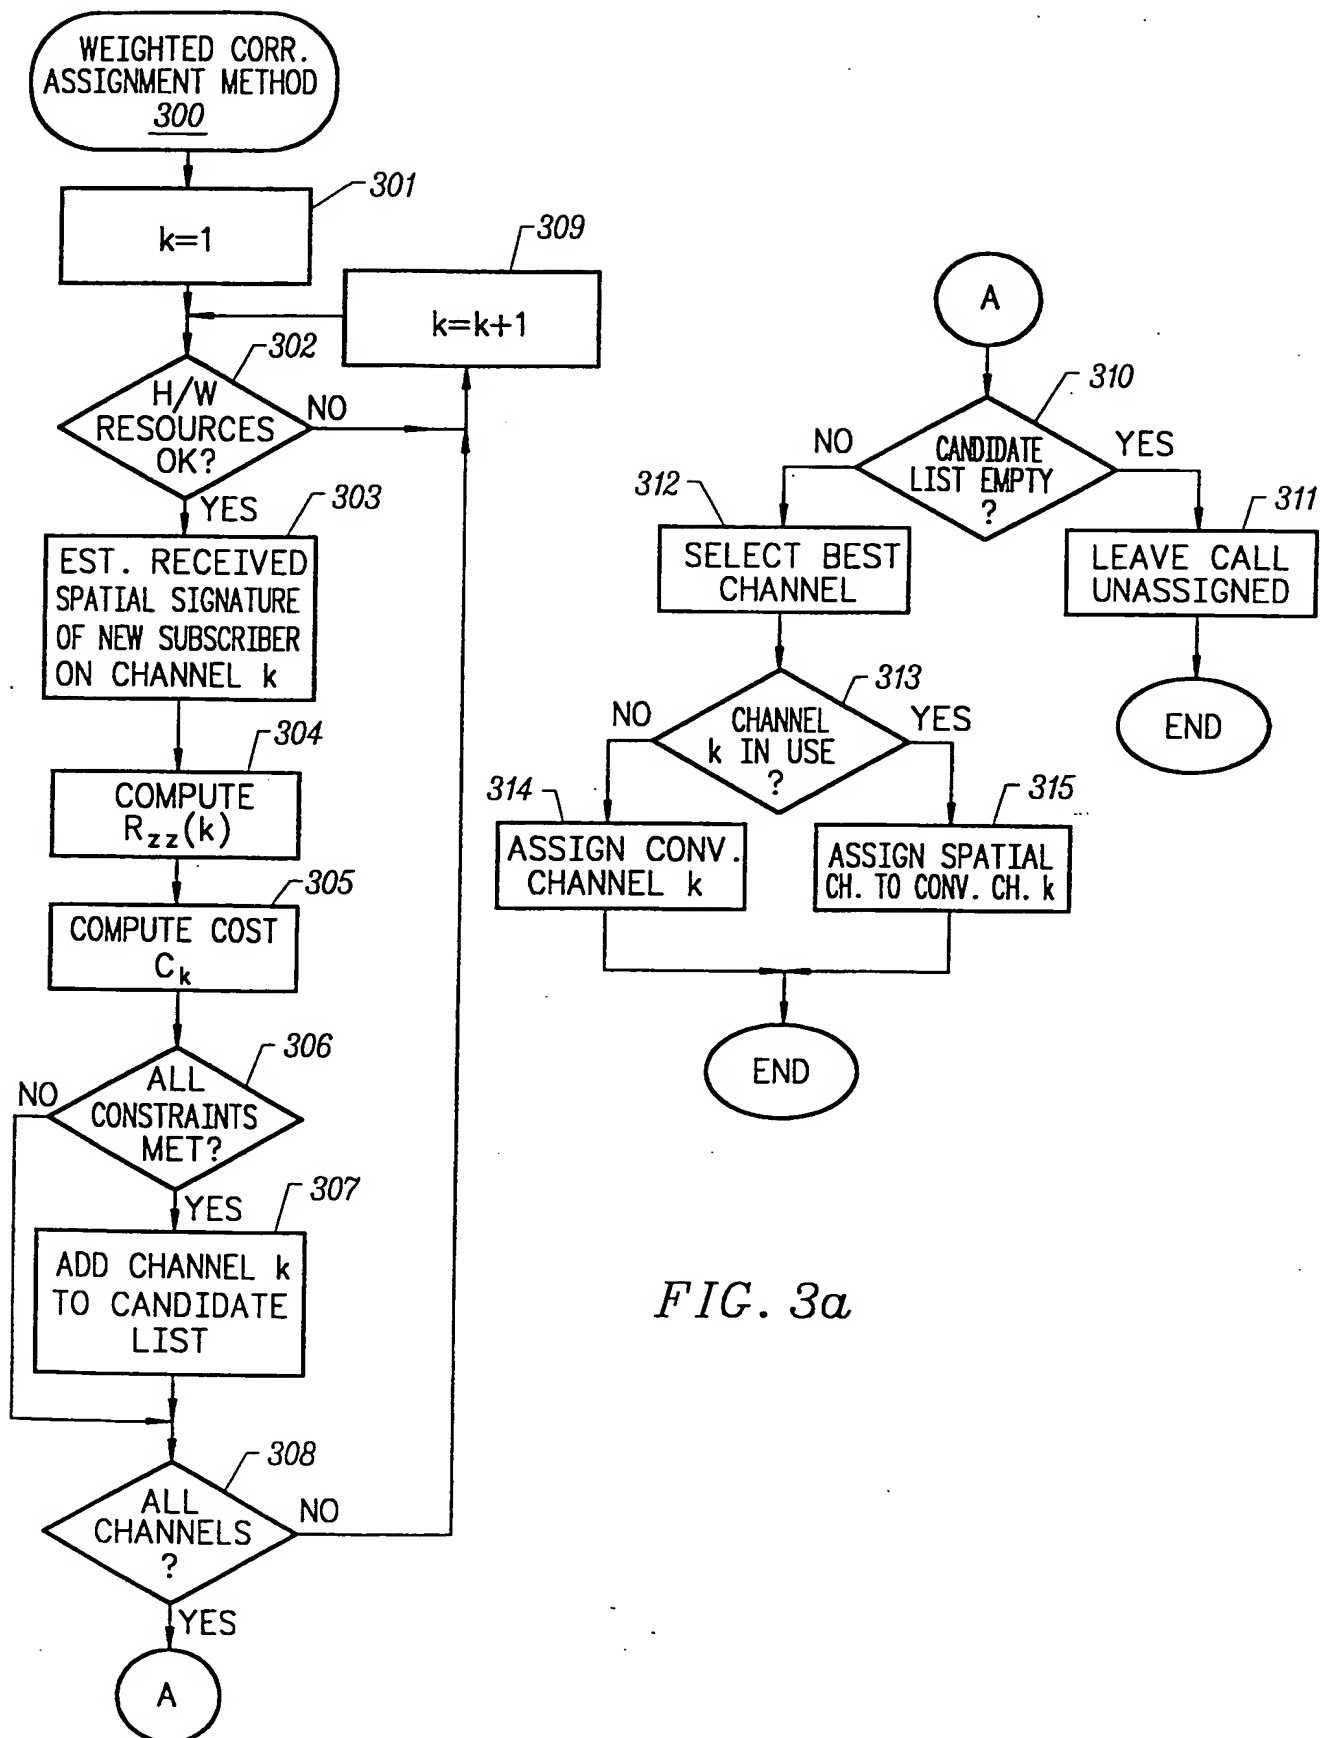 WEIGHTED CORR.
ASSIGNMENT METHOD
300
301
k=1
309
k=k+1
302
H/W
RESOURCES
OK?
NO
YES
303
EST. RECEIVED
SPATIAL SIGNATURE
OF NEW SUBSCRIBER
ON CHANNEL k
304
COMPUTE
Rzz(k)
305
COMPUTE COST
Ck
306
ALL
CONSTRAINTS
MET?
NO
YES
307
ADD CHANNEL k
TO CANDIDATE
LIST
308
ALL
CHANNELS
?
NO
YES
A
A
310
CANDIDATE
LIST EMPTY
?
NO
YES
312
SELECT BEST
CHANNEL
311
LEAVE CALL
UNASSIGNED
END
313
CHANNEL
k IN USE
?
NO
YES
314
ASSIGN CONV.
CHANNEL k
315
ASSIGN SPATIAL
CH. TO CONV. CH. k
END
FIG. 3a